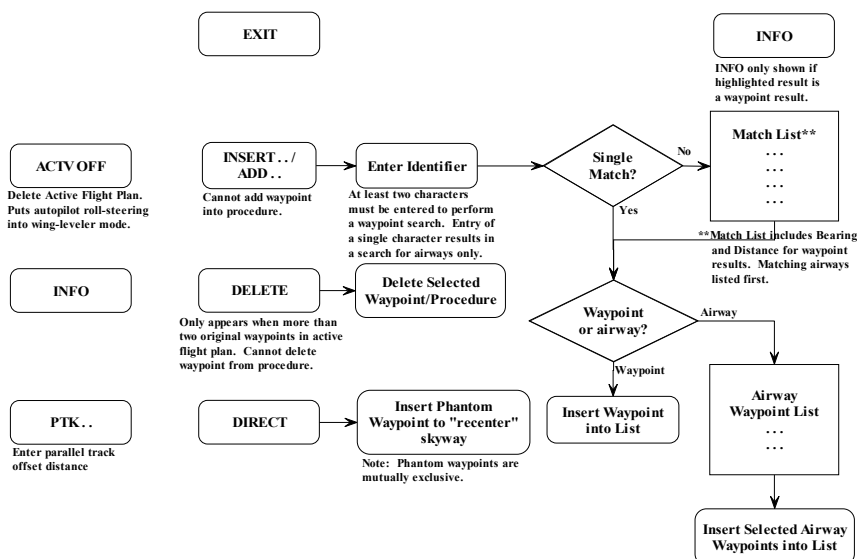 EXIT
INFO
INFO only shown if
highlighted result is
a waypoint result.
ACTV OFF
Delete Active Flight Plan.
Puts autopilot roll-steering
into wing-leveler mode.
INSERT . . /
ADD . .
Cannot add waypoint
into procedure.
Enter Identifier
At least two characters
must be entered to perform
a waypoint search. Entry of
a single character results in
a search for airways only.
Single
Match?
No
Yes
Match List**
. . .
. . .
. . .
. . .
**Match List includes Bearing
and Distance for waypoint
results. Matching airways
listed first.
INFO
DELETE
Only appears when more than
two original waypoints in active
flight plan. Cannot delete
waypoint from procedure.
Delete Selected
Waypoint/Procedure
Waypoint
or airway?
Airway
Waypoint
PTK . .
Enter parallel track
offset distance
DIRECT
Insert Phantom
Waypoint to "recenter"
skyway
Note: Phantom waypoints are
mutually exclusive.
Insert Waypoint
into List
Airway
Waypoint List
. . .
. . .
Insert Selected Airway
Waypoints into List